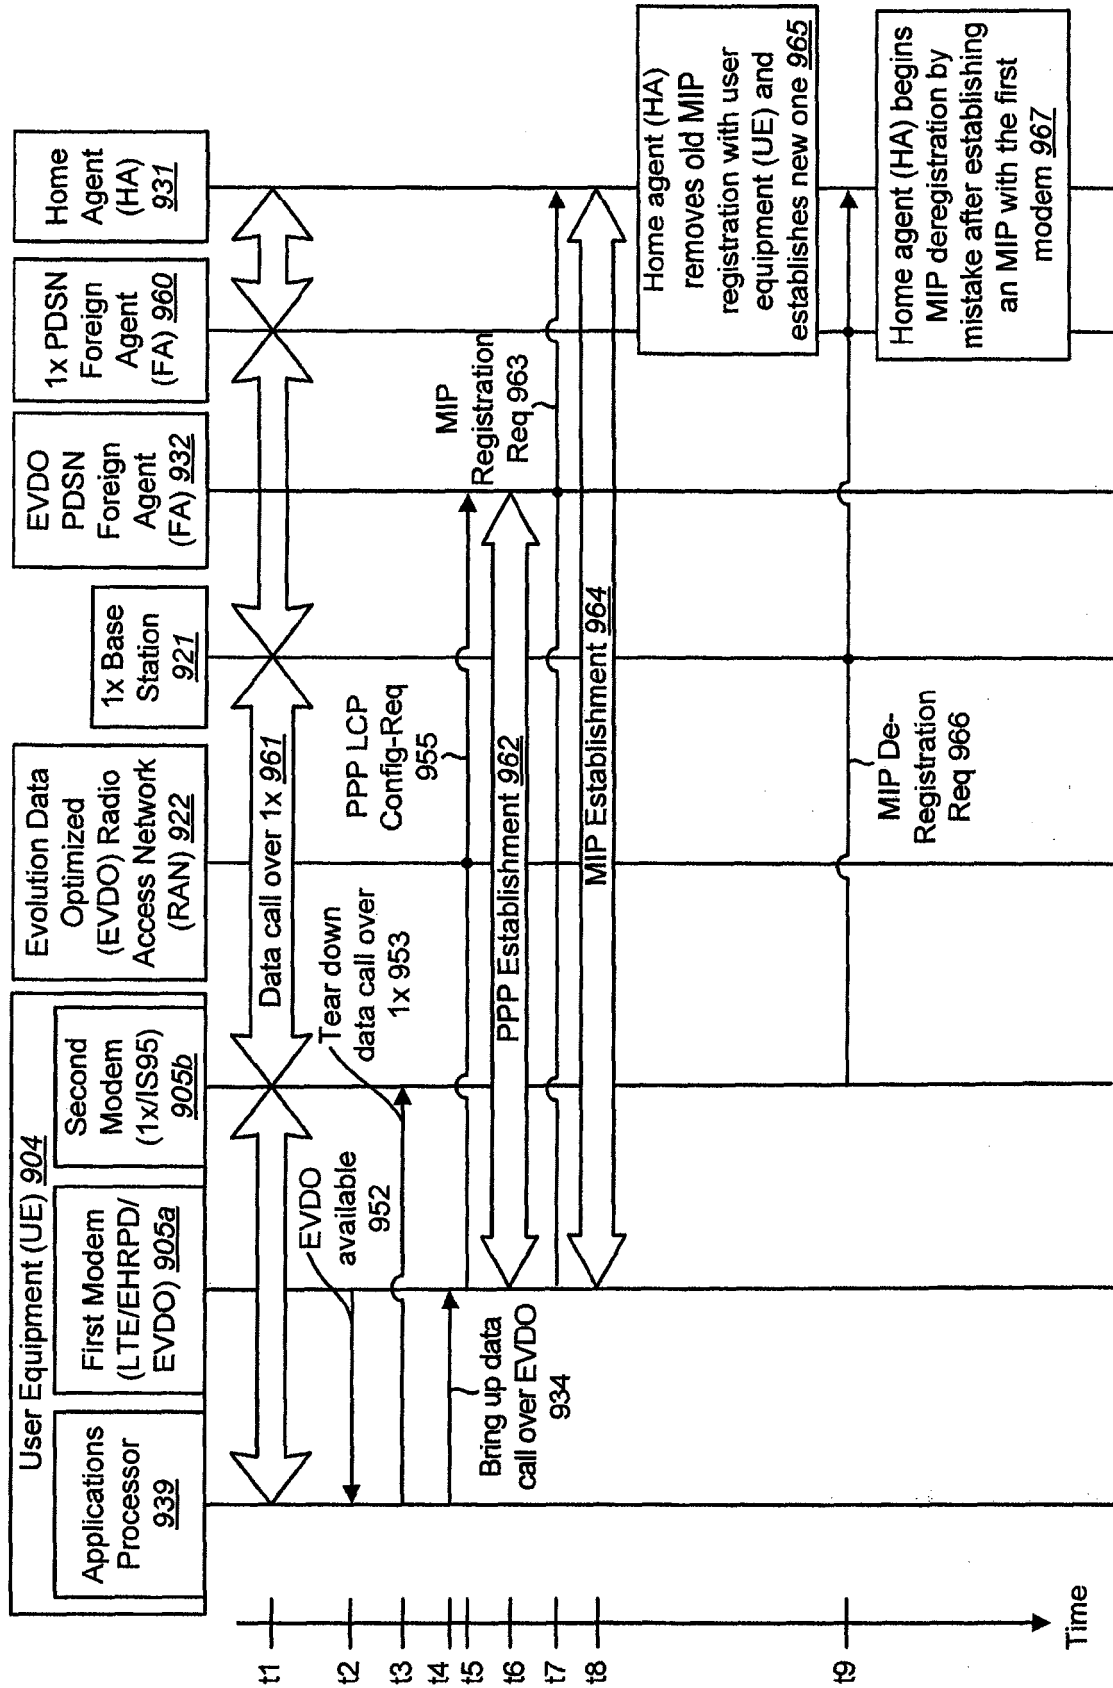 User Equipment (UE) 904
Applications
Processor
939
First Modem
(LTE/EHRPD/
EVDO) 905a
Second
Modem
(1x/IS95)
905b
Evolution Data
Optimized
(EVDO) Radio
Access Network
(RAN) 922
1x Base
Station
921
EVDO
PDSN
Foreign
Agent
(FA) 932
1x PDSN
Foreign
Agent
(FA) 960
Home
Agent
(HA)
931
t1
Data call over 1x 961
t2
EVDO
available
952
t3
Tear down
data call over
1x 953
t4
Bring up data
call over EVDO
934
t5
PPP LCP
Config-Req
955
t6
PPP Establishment 962
t7
MIP
Registration
Req 963
t8
MIP Establishment 964
Home agent (HA)
removes old MIP
registration with user
equipment (UE) and
establishes new one 965
t9
MIP De-
Registration
Req 966
Home agent (HA) begins
MIP deregistration by
mistake after establishing
an MIP with the first
modem 967
Time